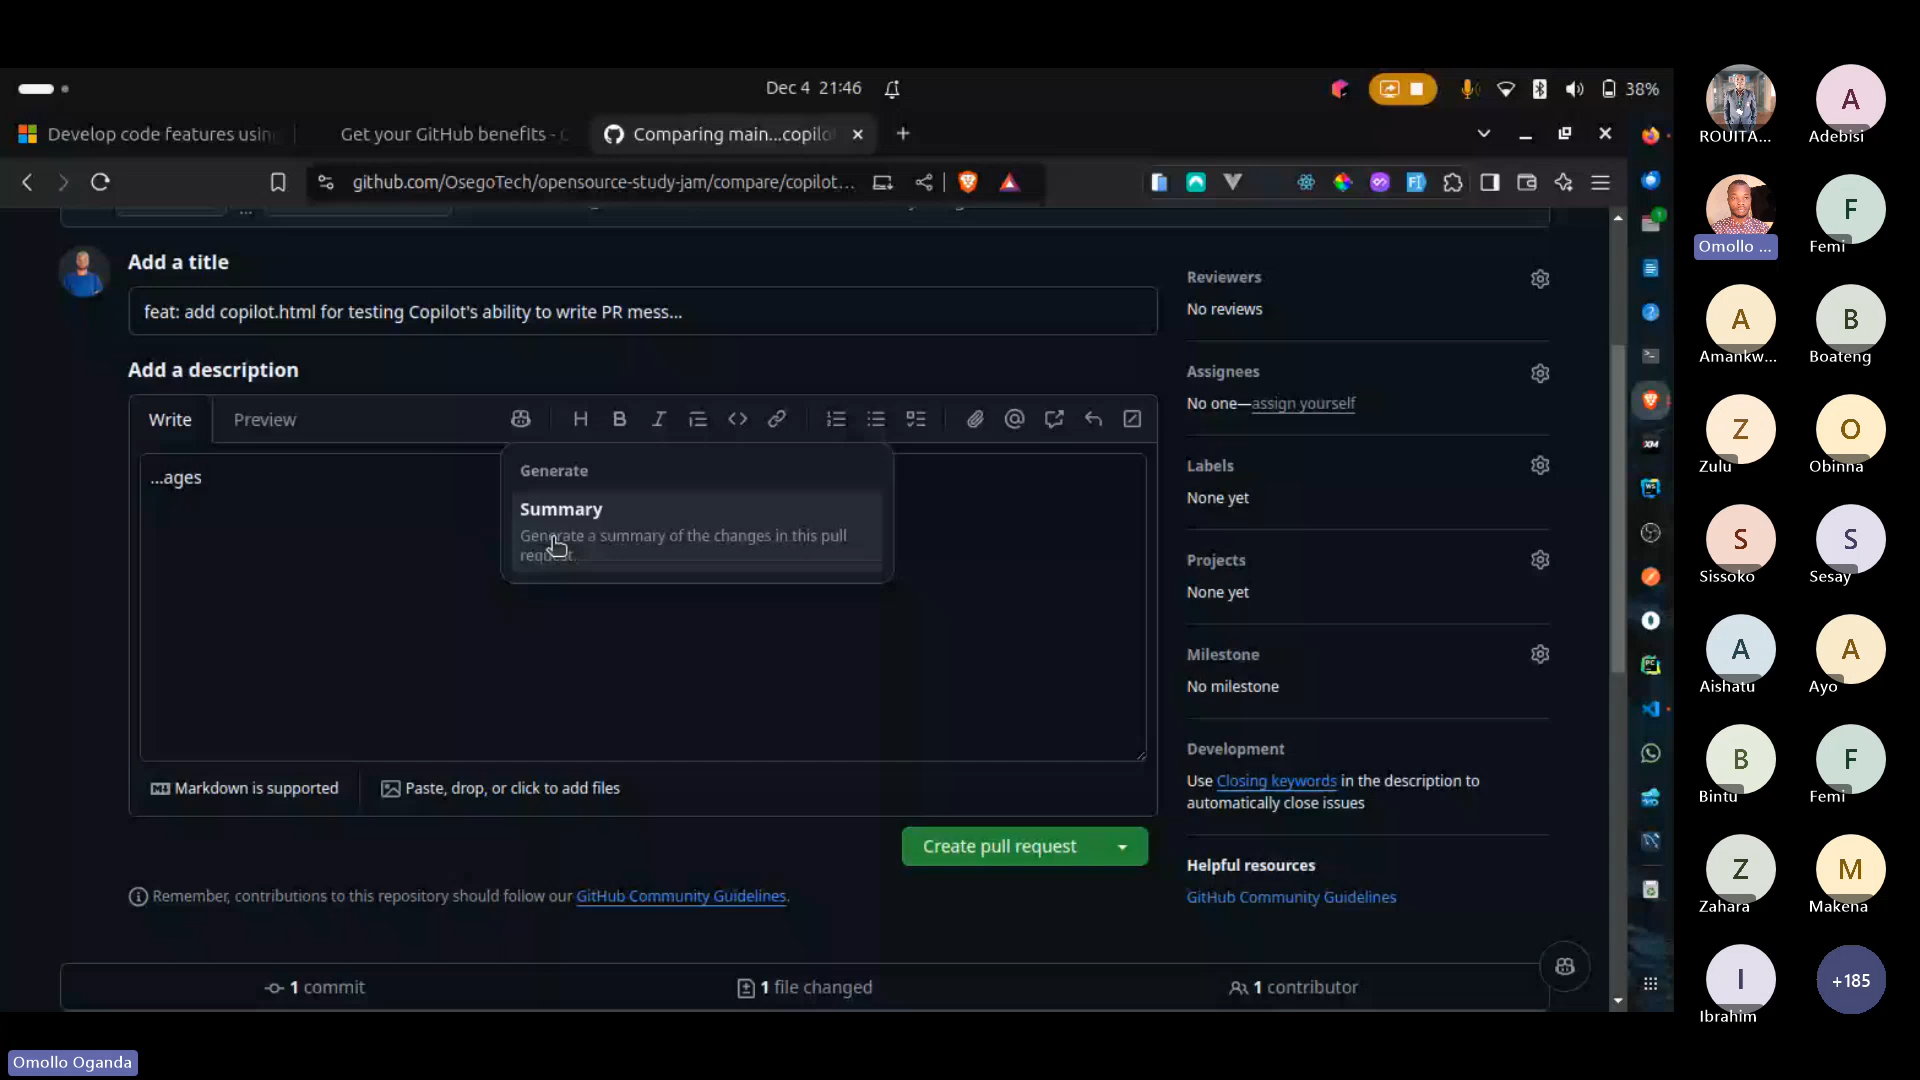 Dec 4 21:46
38%
Develop code features usin
Get your GitHub benefits - C
Comparing main...copilo
github.com/OsegoTech/opensource-study-jam/compare/copilot...
Add a title
feat: add copilot.html for testing Copilot's ability to write PR mess...
Add a description
Write
Preview
...ages
Generate
Summary
Generate a summary of the changes in this pull
request.
Markdown is supported
Paste, drop, or click to add files
Create pull request
Remember, contributions to this repository should follow our GitHub Community Guidelines.
1 commit
1 file changed
1 contributor
Reviewers
No reviews
Assignees
No one—assign yourself
Labels
None yet
Projects
None yet
Milestone
No milestone
Development
Use Closing keywords in the description to
automatically close issues
Helpful resources
GitHub Community Guidelines
ROUITA...
A
Adebisi
Omollo ...
F
Femi
A
Amankw...
B
Boateng
Z
Zulu
O
Obinna
S
Sissoko
S
Sesay
A
Aishatu
A
Ayo
B
Bintu
F
Femi
Z
Zahara
M
Makena
I
Ibrahim
+185
Omollo Oganda